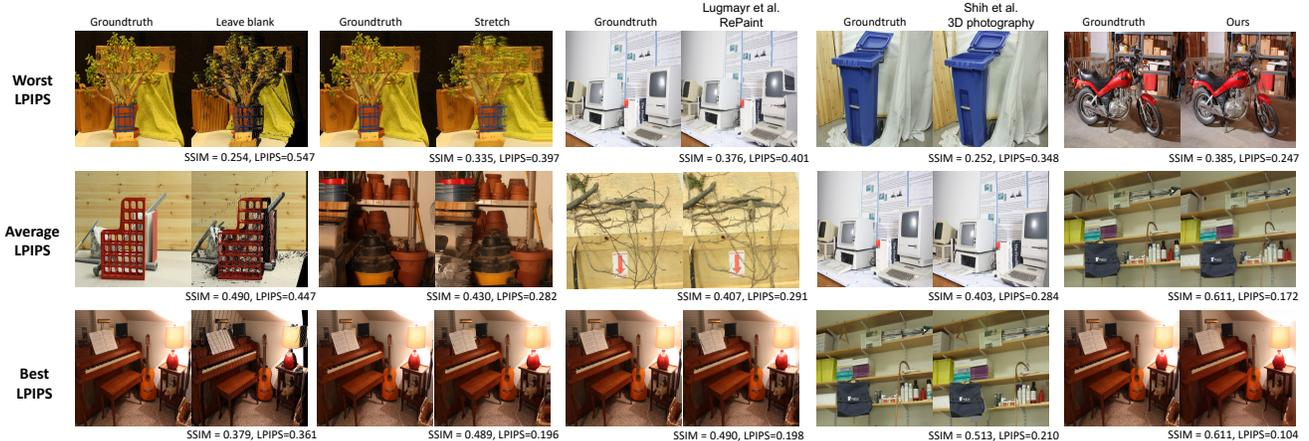 Lugmayr et al.
Shih et al.
Groundtruth Leave blank Groundtruth Stretch Groundtruth RePaint Groundtruth 3D photography Groundtruth Ours
Worst
LPIPS
SSIM = 0.254, LPIPS=0.547 SSIM = 0.335, LPIPS=0.397 SSIM = 0.376, LPIPS=0.401 SSIM = 0.252, LPIPS=0.348 SSIM = 0.385, LPIPS=0.247
Average
LPIPS
SSIM = 0.490, LPIPS=0.447 SSIM = 0.430, LPIPS=0.282 SSIM = 0.407, LPIPS=0.291 SSIM = 0.403, LPIPS=0.284 SSIM = 0.611, LPIPS=0.172
Best
LPIPS
SSIM = 0.379, LPIPS=0.361 SSIM = 0.489, LPIPS=0.196 SSIM = 0.490, LPIPS=0.198 SSIM = 0.513, LPIPS=0.210 SSIM = 0.611, LPIPS=0.104